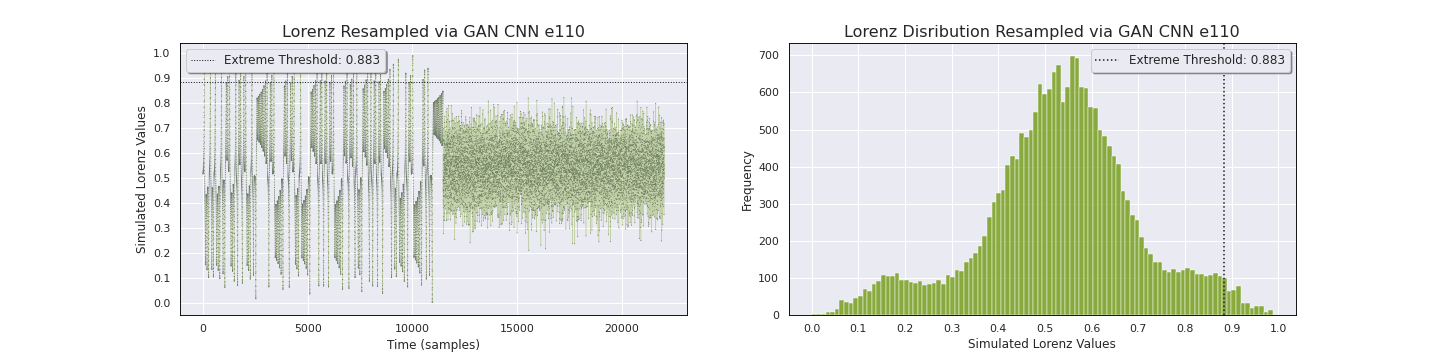 Lorenz Resampled via GAN CNN e110
Extreme Threshold: 0.883
Simulated Lorenz Values
1.0
0.9
0.8
0.7
0.6
0.5
0.4
0.3
0.2
0.1
0.0
0 5000 10000 15000 20000
Time (samples)
Lorenz Disribution Resampled via GAN CNN e110
Extreme Threshold: 0.883
Frequency
700
600
500
400
300
200
100
0
0.0 0.1 0.2 0.3 0.4 0.5 0.6 0.7 0.8 0.9 1.0
Simulated Lorenz Values